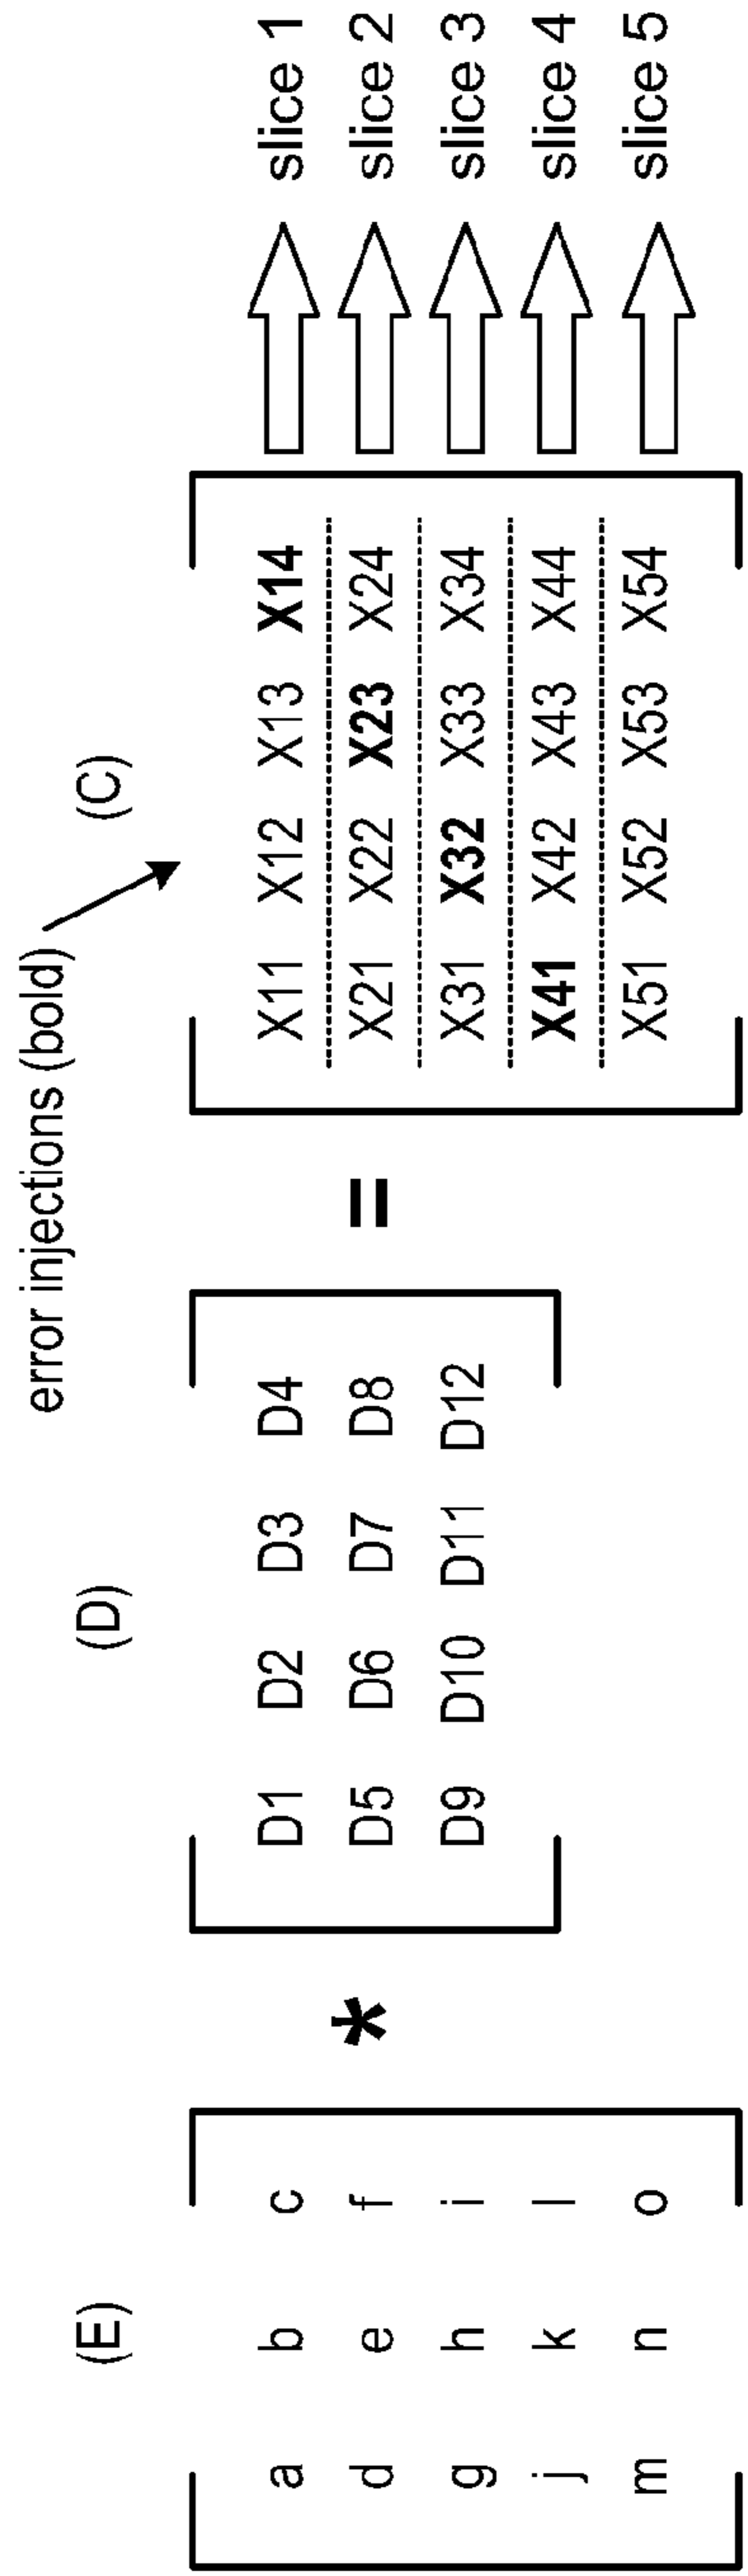 error injections (bold)
(E) (D) (C)
a b c * D1 D2 D3 D4 = X11 X12 X13 X14 slice 1
d e f D5 D6 D7 D8 X21 X22 X23 X24 slice 2
g h i D9 D10 D11 D12 X31 X32 X33 X34 slice 3
j k l X41 X42 X43 X44 slice 4
m n o X51 X52 X53 X54 slice 5